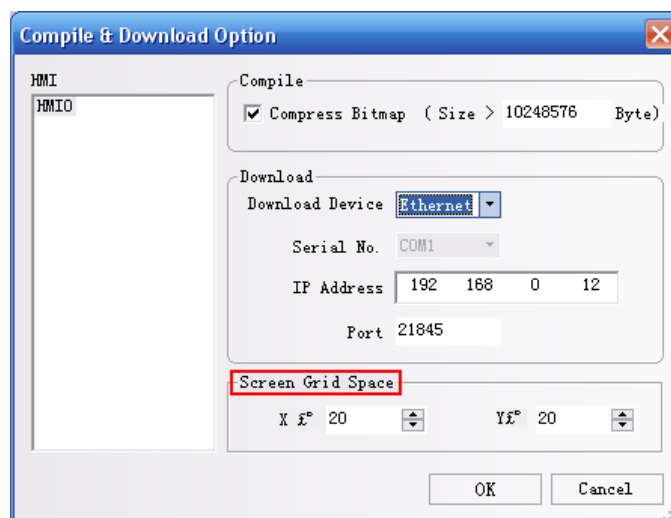 Compile & Download Option
HMI
HMI0
Compile
Compress Bitmap ( Size > 10248576 Byte)
Download
Download Device Ethernet
Serial No. COM1
IP Address 192 168 0 12
Port 21845
Screen Grid Space
X £º 20 Y£º 20
OK Cancel